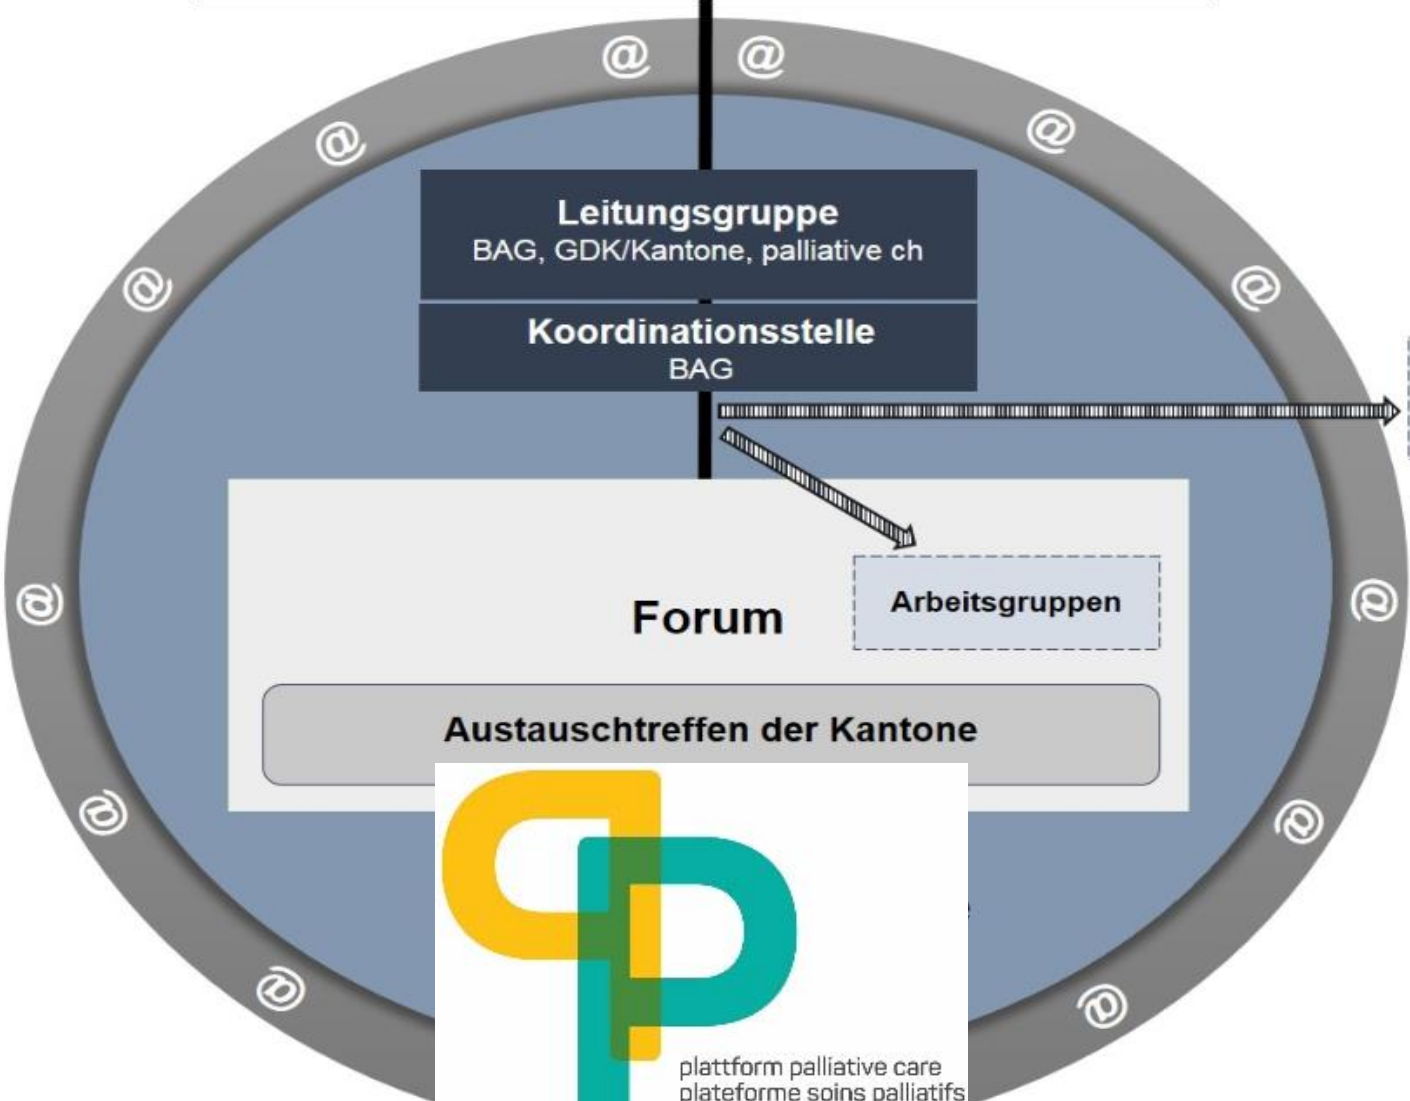 @ @
@ @
@ @
Leitungsgruppe
BAG, GDK/Kantone, palliative ch
Koordinationsstelle
BAG
@ @
Forum
Arbeitsgruppen
Austauschtreffen der Kantone
@ @
@ @
plattform palliative care
plateforme soins palliatifs